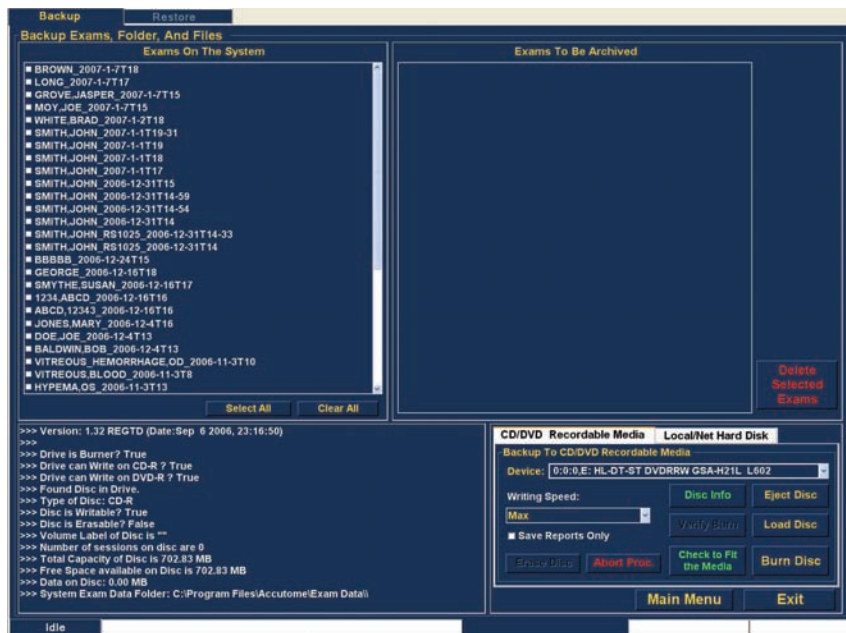 Backup Restore
Backup Exams, Folder, And Files
Exams On The System
BROWN_2007-1-7T18
LONG_2007-1-7T17
GROVE,JASPER_2007-1-7T15
MOY,JOE_2007-1-7T15
WHITE,BRAD_2007-1-2T18
SMITH,JOHN_2007-1-1T19-31
SMITH,JOHN_2007-1-1T19
SMITH,JOHN_2007-1-1T18
SMITH,JOHN_2007-1-1T17
SMITH,JOHN_2006-12-31T15
SMITH,JOHN_2006-12-31T14-59
SMITH,JOHN_2006-12-31T14-54
SMITH,JOHN_2006-12-31T14
SMITH,JOHN_RS1025_2006-12-31T14-33
SMITH,JOHN_RS1025_2006-12-31T14
BBBBB_2006-12-24T15
GEORGE_2006-12-16T18
SMYTHE,SUSAN_2006-12-16T17
1234,ABCD_2006-12-16T16
ABCD,12343_2006-12-16T16
JONES,MARY_2006-12-4T16
DOE,JOE_2006-12-4T13
BALDWIN,BOB_2006-12-4T13
VITREOUS_HEMORRHAGE,OD_2006-11-3T10
VITREOUS,BLOOD_2006-11-3T8
HYPEMA,OS_2006-11-3T13
Select All Clear All
Exams To Be Archived
Delete
Selected
Exams
>>> Version: 1.32 REGTD (Date:Sep 6 2006, 23:16:50)
>>>
>>> Drive is Burner? True
>>> Drive can Write on CD-R ? True
>>> Drive can Write on DVD-R ? True
>>> Found Disc in Drive.
>>> Type of Disc: CD-R
>>> Disc is Writable? True
>>> Disc is Erasable? False
>>> Volume Label of Disc is ""
>>> Number of sessions on disc are 0
>>> Total Capacity of Disc is 702.83 MB
>>> Free Space available on Disc is 702.83 MB
>>> Data on Disc: 0.00 MB
>>> System Exam Data Folder: C:\Program Files\Accutome\Exam Data\\
CD/DVD Recordable Media Local/Net Hard Disk
Backup To CD/DVD Recordable Media
Device: 0:0:0,E: HL-DT-ST DVDRRW GSA-H21L L602
Writing Speed:
Max
Save Reports Only
Disc Info Eject Disc
Verify Burn Load Disc
Erase Disc Abort Proc. Check to Fit
the Media
Burn Disc
Main Menu Exit
Idle